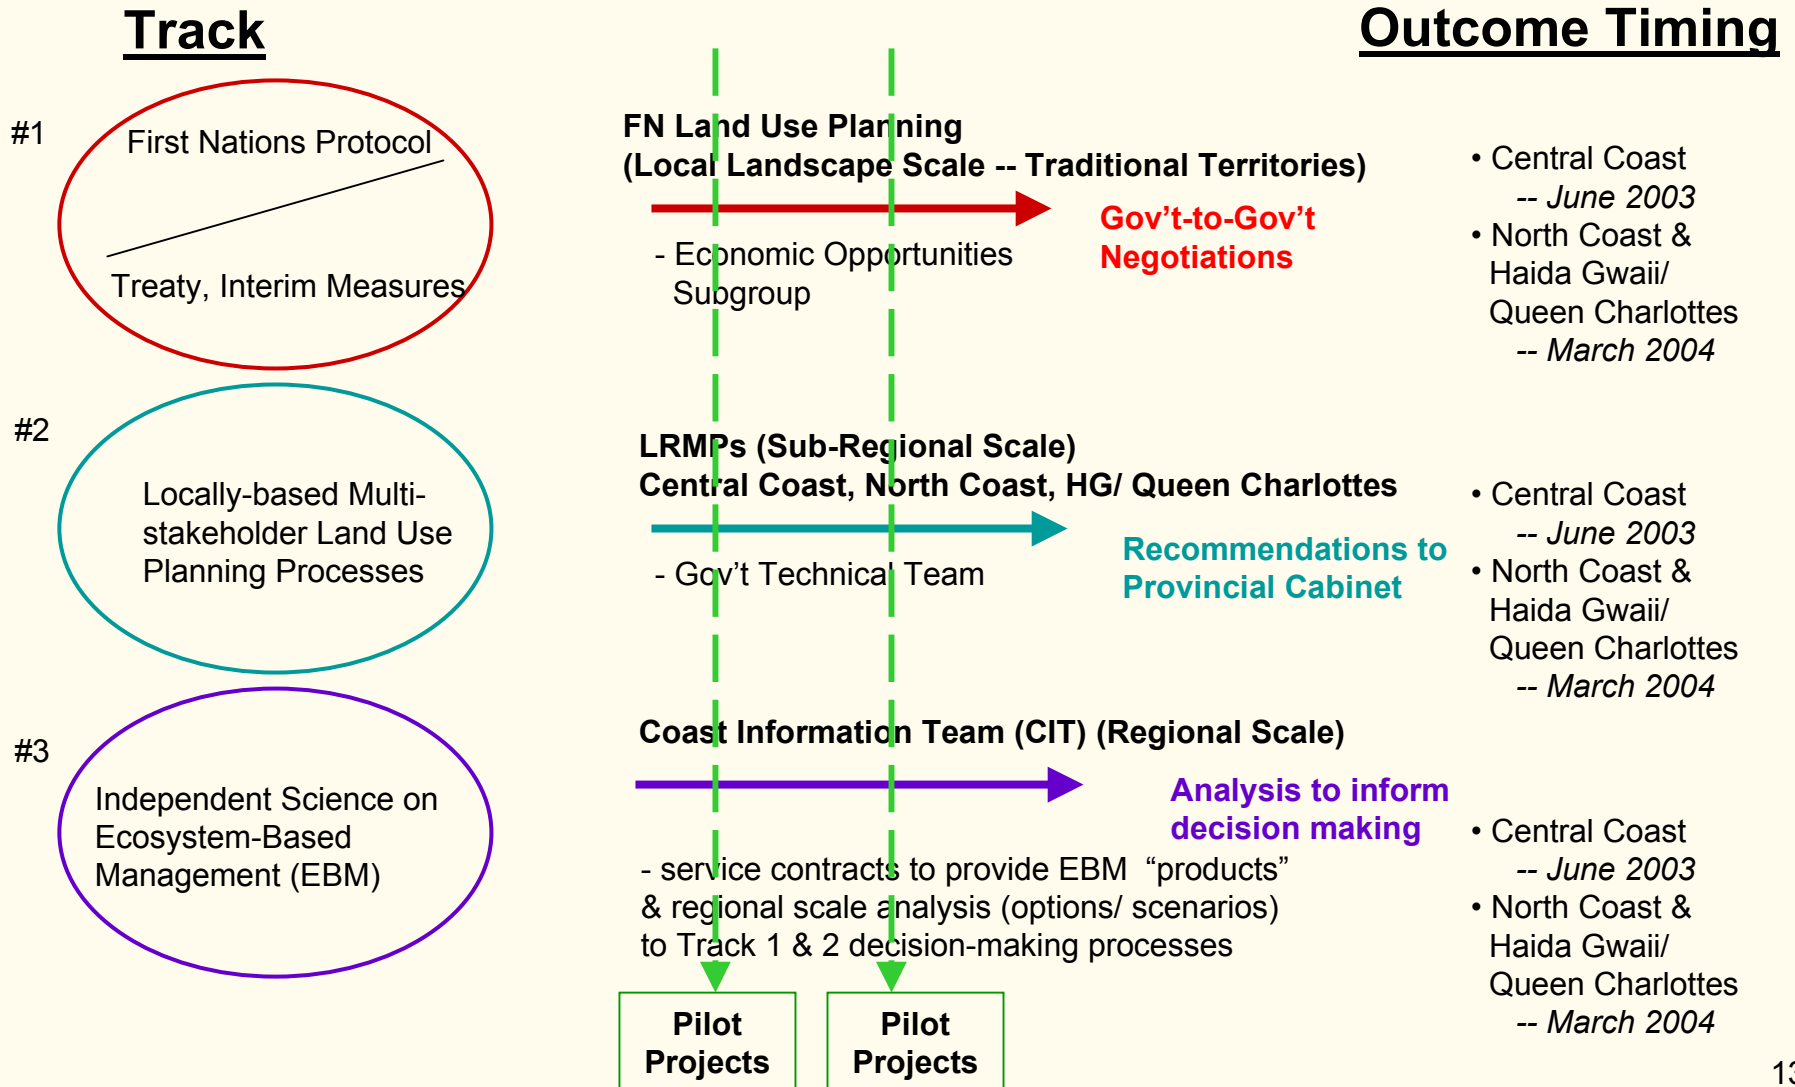 Track
Outcome Timing
#1
First Nations Protocol
Treaty, Interim Measures
FN Land Use Planning
(Local Landscape Scale -- Traditional Territories)
- Economic Opportunities
Subgroup
Gov’t-to-Gov’t
Negotiations
• Central Coast
-- June 2003
• North Coast &
Haida Gwaii/
Queen Charlottes
-- March 2004
#2
Locally-based Multi-
stakeholder Land Use
Planning Processes
LRMPs (Sub-Regional Scale)
Central Coast, North Coast, HG/ Queen Charlottes
- Gov’t Technical Team
Recommendations to
Provincial Cabinet
• Central Coast
-- June 2003
• North Coast &
Haida Gwaii/
Queen Charlottes
-- March 2004
#3
Independent Science on
Ecosystem-Based
Management (EBM)
Coast Information Team (CIT) (Regional Scale)
Analysis to inform
decision making
- service contracts to provide EBM “products”
& regional scale analysis (options/ scenarios)
to Track 1 & 2 decision-making processes
• Central Coast
-- June 2003
• North Coast &
Haida Gwaii/
Queen Charlottes
-- March 2004
Pilot
Projects
Pilot
Projects
13